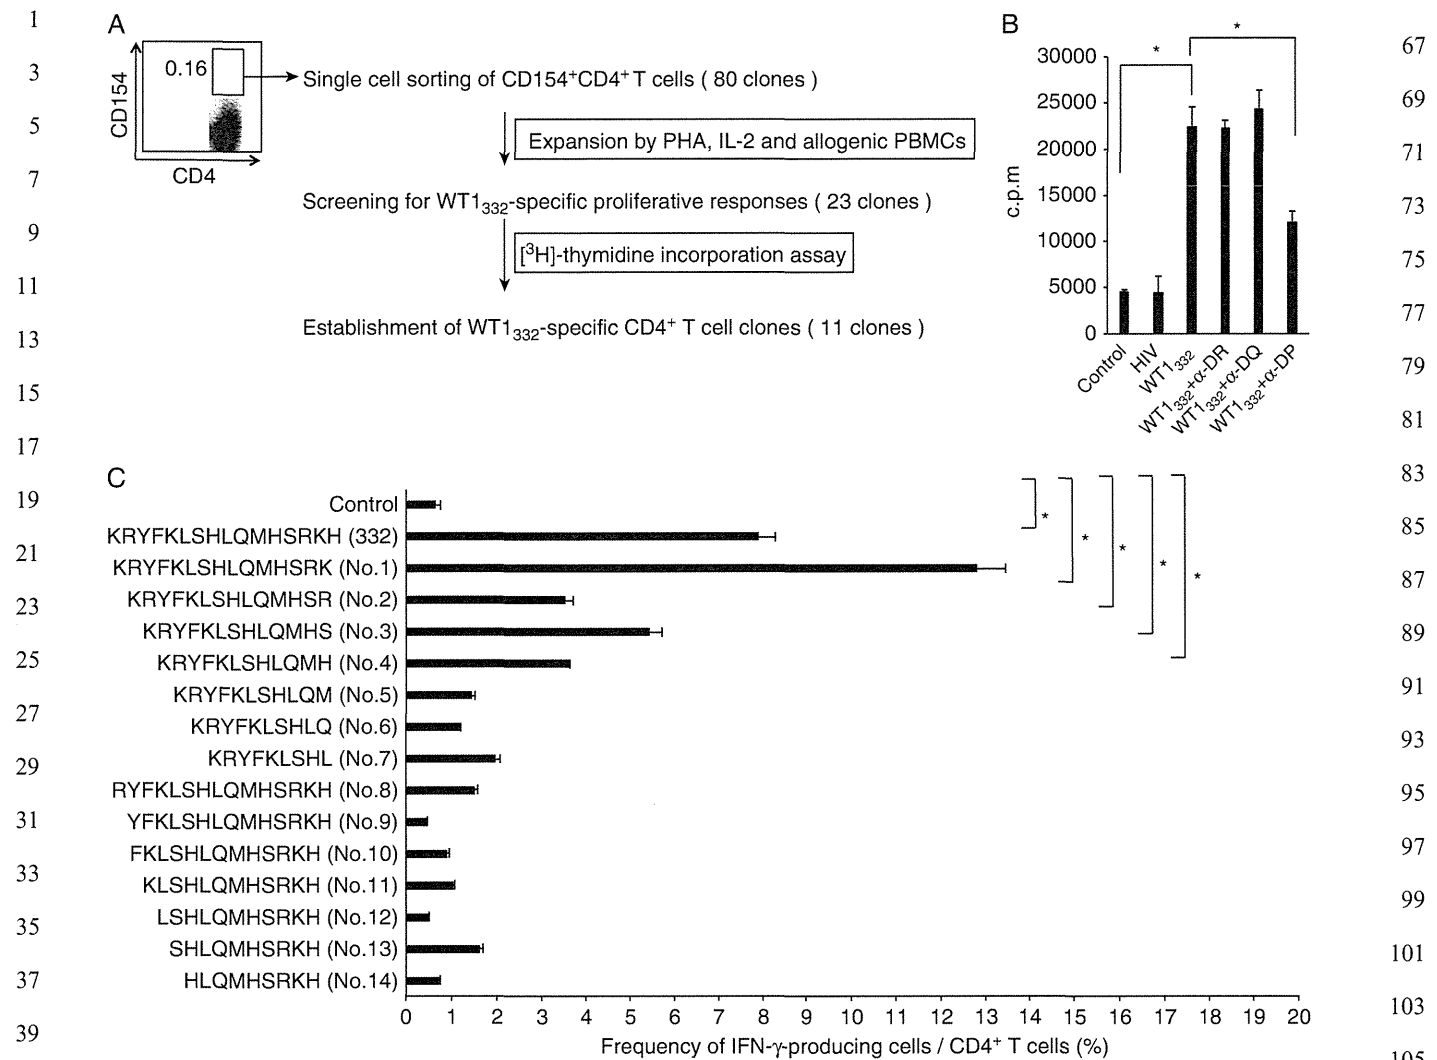 A
CD154
0.16
CD4
Single cell sorting of CD154⁺CD4⁺ T cells ( 80 clones )
Expansion by PHA, IL-2 and allogenic PBMCs
Screening for WT1₃₃₂-specific proliferative responses ( 23 clones )
[³H]-thymidine incorporation assay
Establishment of WT1₃₃₂-specific CD4⁺ T cell clones ( 11 clones )
B
c.p.m
30000
25000
20000
15000
10000
5000
0
*
*
Control
HIV
WT1₃₃₂
WT1₃₃₂+α-DR
WT1₃₃₂+α-DQ
WT1₃₃₂+α-DP
C
Control
KRYFKLSHLQMHSRKH (332)
KRYFKLSHLQMHSRK (No.1)
KRYFKLSHLQMHSR (No.2)
KRYFKLSHLQMHS (No.3)
KRYFKLSHLQMH (No.4)
KRYFKLSHLQM (No.5)
KRYFKLSHLQ (No.6)
KRYFKLSHL (No.7)
RYFKLSHLQMHSRKH (No.8)
YFKLSHLQMHSRKH (No.9)
FKLSHLQMHSRKH (No.10)
KLSHLQMHSRKH (No.11)
LSHLQMHSRKH (No.12)
SHLQMHSRKH (No.13)
HLQMHSRKH (No.14)
* * * * *
0 1 2 3 4 5 6 7 8 9 10 11 12 13 14 15 16 17 18 19 20
Frequency of IFN-γ-producing cells / CD4⁺ T cells (%)
1
3
5
7
9
11
13
15
17
19
21
23
25
27
29
31
33
35
37
39
67
69
71
73
75
77
79
81
83
85
87
89
91
93
95
97
99
101
103
105